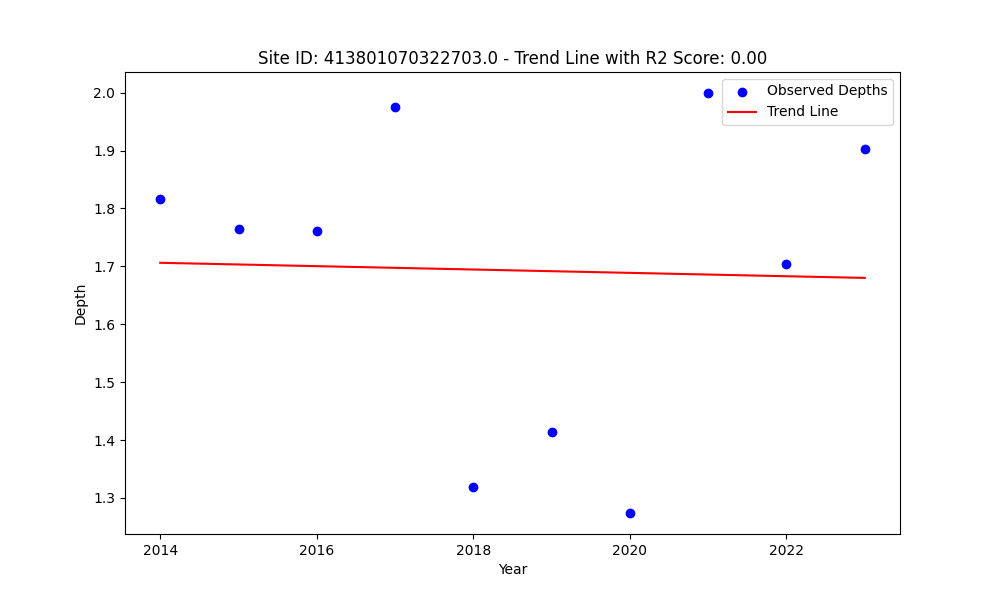 Site ID: 413801070322703.0 - Trend Line with R2 Score: 0.00
Observed Depths
Trend Line
2.0
1.9
1.8
1.7
1.6
1.5
1.4
1.3
Depth
2014 2016 2018 2020 2022
Year